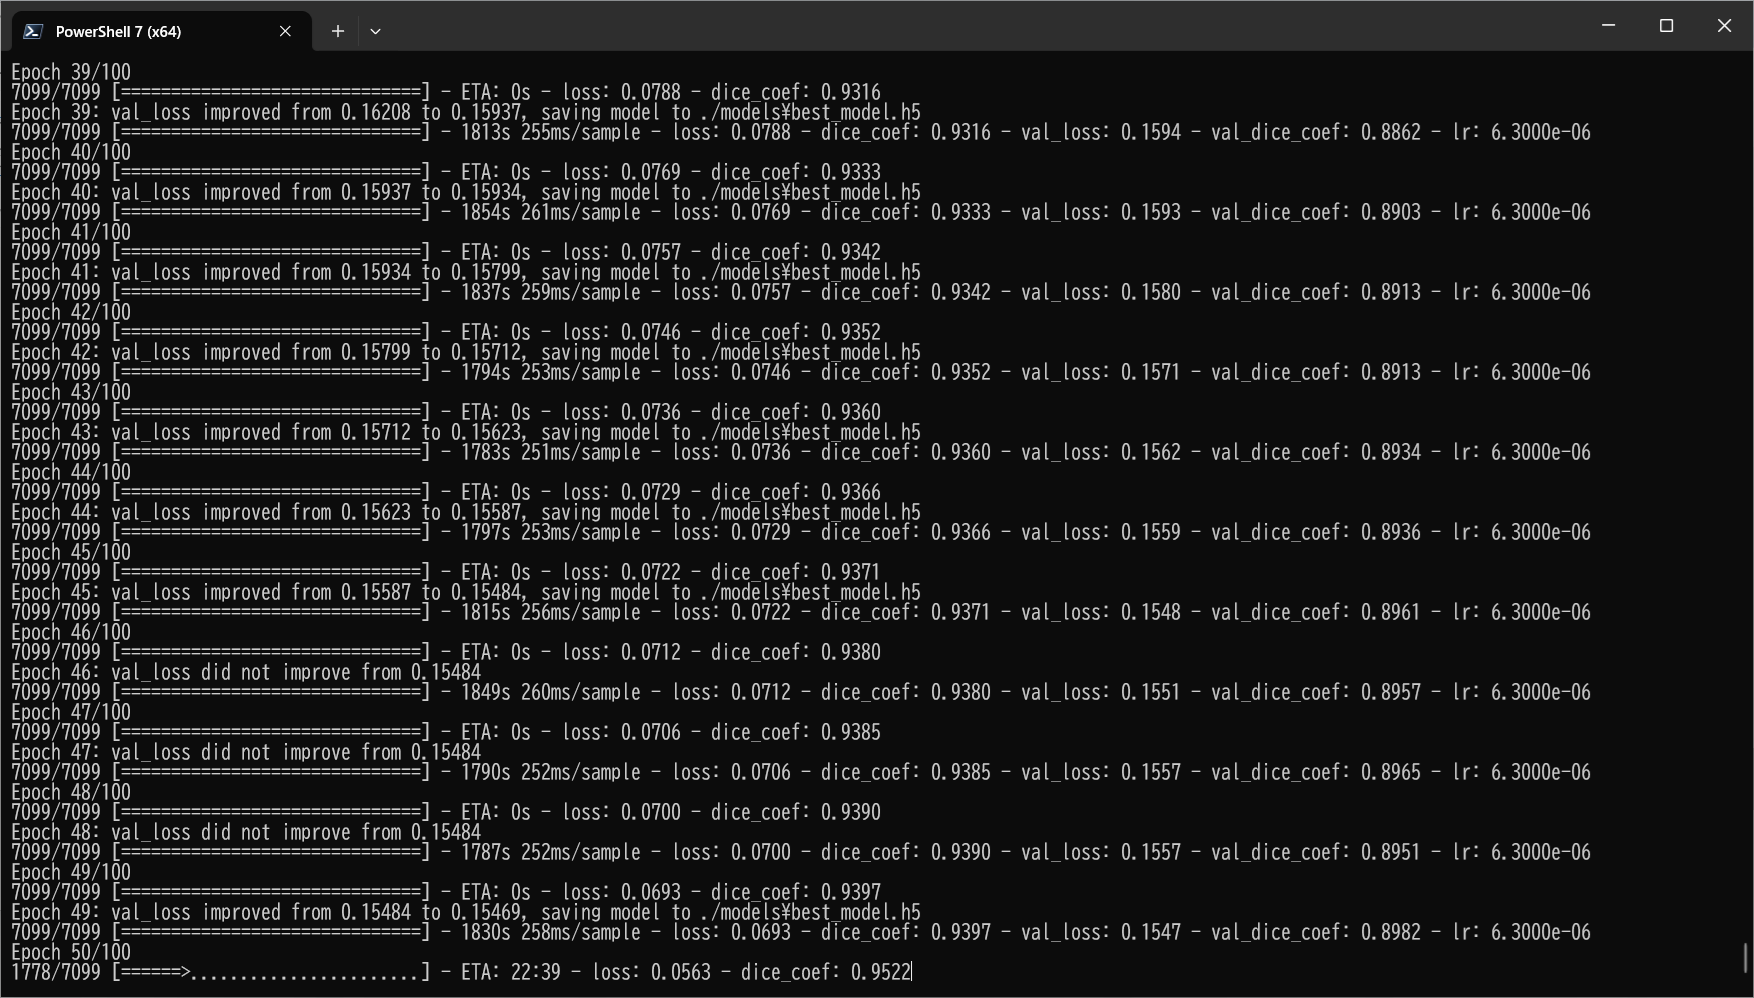 PowerShell 7 (x64)
Epoch 39/100
7099/7099 [==============================] - ETA: 0s - loss: 0.0788 - dice_coef: 0.9316
Epoch 39: val_loss improved from 0.16208 to 0.15937, saving model to ./models¥best_model.h5
7099/7099 [==============================] - 1813s 255ms/sample - loss: 0.0788 - dice_coef: 0.9316 - val_loss: 0.1594 - val_dice_coef: 0.8862 - lr: 6.3000e-06
Epoch 40/100
7099/7099 [==============================] - ETA: 0s - loss: 0.0769 - dice_coef: 0.9333
Epoch 40: val_loss improved from 0.15937 to 0.15934, saving model to ./models¥best_model.h5
7099/7099 [==============================] - 1854s 261ms/sample - loss: 0.0769 - dice_coef: 0.9333 - val_loss: 0.1593 - val_dice_coef: 0.8903 - lr: 6.3000e-06
Epoch 41/100
7099/7099 [==============================] - ETA: 0s - loss: 0.0757 - dice_coef: 0.9342
Epoch 41: val_loss improved from 0.15934 to 0.15799, saving model to ./models¥best_model.h5
7099/7099 [==============================] - 1837s 259ms/sample - loss: 0.0757 - dice_coef: 0.9342 - val_loss: 0.1580 - val_dice_coef: 0.8913 - lr: 6.3000e-06
Epoch 42/100
7099/7099 [==============================] - ETA: 0s - loss: 0.0746 - dice_coef: 0.9352
Epoch 42: val_loss improved from 0.15799 to 0.15712, saving model to ./models¥best_model.h5
7099/7099 [==============================] - 1794s 253ms/sample - loss: 0.0746 - dice_coef: 0.9352 - val_loss: 0.1571 - val_dice_coef: 0.8913 - lr: 6.3000e-06
Epoch 43/100
7099/7099 [==============================] - ETA: 0s - loss: 0.0736 - dice_coef: 0.9360
Epoch 43: val_loss improved from 0.15712 to 0.15623, saving model to ./models¥best_model.h5
7099/7099 [==============================] - 1783s 251ms/sample - loss: 0.0736 - dice_coef: 0.9360 - val_loss: 0.1562 - val_dice_coef: 0.8934 - lr: 6.3000e-06
Epoch 44/100
7099/7099 [==============================] - ETA: 0s - loss: 0.0729 - dice_coef: 0.9366
Epoch 44: val_loss improved from 0.15623 to 0.15587, saving model to ./models¥best_model.h5
7099/7099 [==============================] - 1797s 253ms/sample - loss: 0.0729 - dice_coef: 0.9366 - val_loss: 0.1559 - val_dice_coef: 0.8936 - lr: 6.3000e-06
Epoch 45/100
7099/7099 [==============================] - ETA: 0s - loss: 0.0722 - dice_coef: 0.9371
Epoch 45: val_loss improved from 0.15587 to 0.15484, saving model to ./models¥best_model.h5
7099/7099 [==============================] - 1815s 256ms/sample - loss: 0.0722 - dice_coef: 0.9371 - val_loss: 0.1548 - val_dice_coef: 0.8961 - lr: 6.3000e-06
Epoch 46/100
7099/7099 [==============================] - ETA: 0s - loss: 0.0712 - dice_coef: 0.9380
Epoch 46: val_loss did not improve from 0.15484
7099/7099 [==============================] - 1849s 260ms/sample - loss: 0.0712 - dice_coef: 0.9380 - val_loss: 0.1551 - val_dice_coef: 0.8957 - lr: 6.3000e-06
Epoch 47/100
7099/7099 [==============================] - ETA: 0s - loss: 0.0706 - dice_coef: 0.9385
Epoch 47: val_loss did not improve from 0.15484
7099/7099 [==============================] - 1790s 252ms/sample - loss: 0.0706 - dice_coef: 0.9385 - val_loss: 0.1557 - val_dice_coef: 0.8965 - lr: 6.3000e-06
Epoch 48/100
7099/7099 [==============================] - ETA: 0s - loss: 0.0700 - dice_coef: 0.9390
Epoch 48: val_loss did not improve from 0.15484
7099/7099 [==============================] - 1787s 252ms/sample - loss: 0.0700 - dice_coef: 0.9390 - val_loss: 0.1557 - val_dice_coef: 0.8951 - lr: 6.3000e-06
Epoch 49/100
7099/7099 [==============================] - ETA: 0s - loss: 0.0693 - dice_coef: 0.9397
Epoch 49: val_loss improved from 0.15484 to 0.15469, saving model to ./models¥best_model.h5
7099/7099 [==============================] - 1830s 258ms/sample - loss: 0.0693 - dice_coef: 0.9397 - val_loss: 0.1547 - val_dice_coef: 0.8982 - lr: 6.3000e-06
Epoch 50/100
1778/7099 [======>.......................] - ETA: 22:39 - loss: 0.0563 - dice_coef: 0.9522